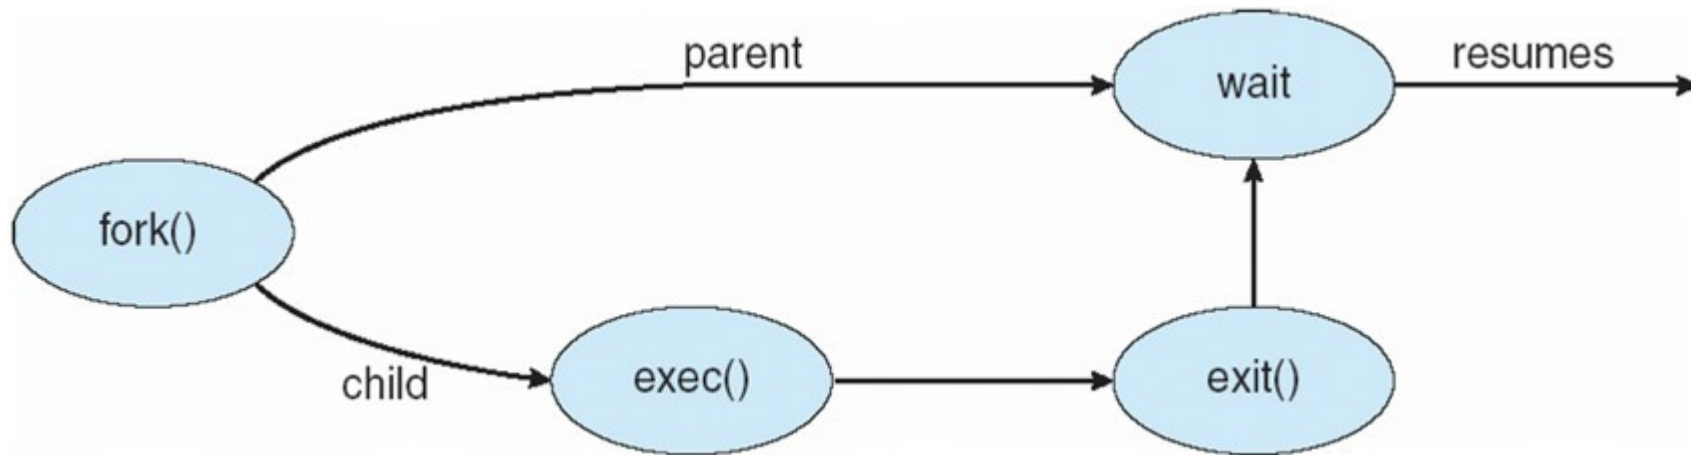 parent
wait
resumes
fork()
child
exec()
exit()